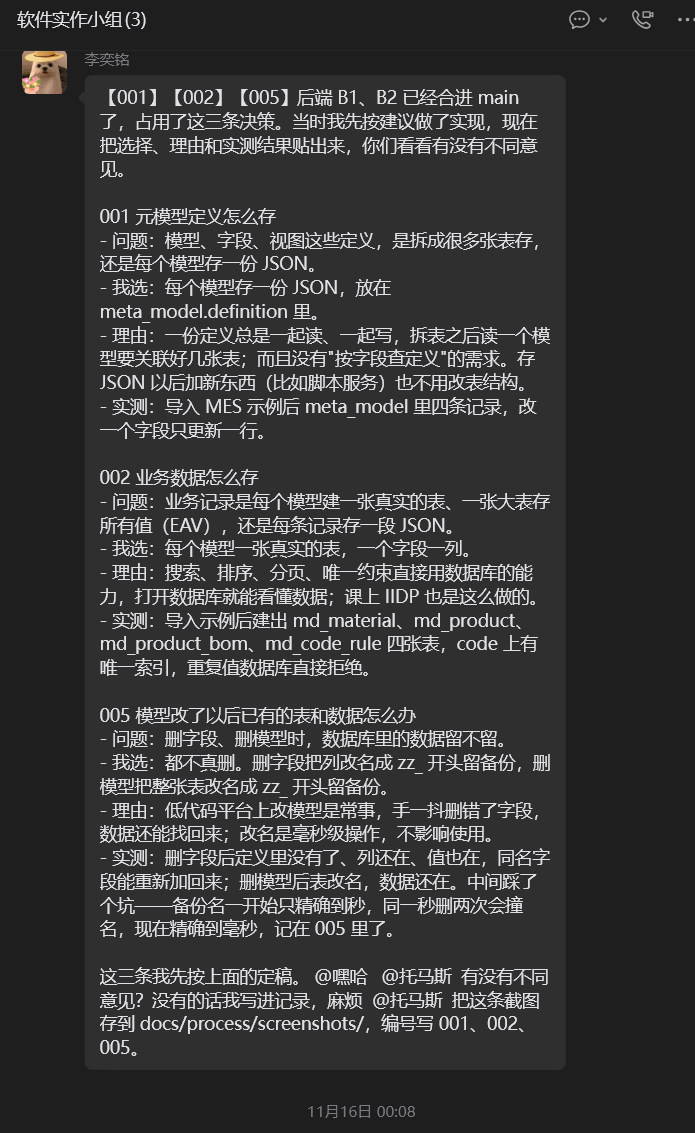 软件实作小组(3)
李奕铭
【001】【002】【005】后端 B1、B2 已经合进 main
了，占用了这三条决策。当时我先按建议做了实现，现在
把选择、理由和实测结果贴出来，你们看看有没有不同意
见。
001 元模型定义怎么存
- 问题：模型、字段、视图这些定义，是拆成很多张表存，
还是每个模型存一份 JSON。
- 我选：每个模型存一份 JSON，放在
meta_model.definition 里。
- 理由：一份定义总是一起读、一起写，拆表之后读一个模
型要关联好几张表；而且没有"按字段查定义"的需求。存
JSON 以后加新东西（比如脚本服务）也不用改表结构。
- 实测：导入 MES 示例后 meta_model 里四条记录，改
一个字段只更新一行。
002 业务数据怎么存
- 问题：业务记录是每个模型建一张真实的表、一张大表存
所有值（EAV），还是每条记录存一段 JSON。
- 我选：每个模型一张真实的表，一个字段一列。
- 理由：搜索、排序、分页、唯一约束直接用数据库的能
力，打开数据库就能看懂数据；课上 IIDP 也是这么做的。
- 实测：导入示例后建出 md_material、md_product、
md_product_bom、md_code_rule 四张表，code 上有
唯一索引，重复值数据库直接拒绝。
005 模型改了以后已有的表和数据怎么办
- 问题：删字段、删模型时，数据库里的数据留不留。
- 我选：都不真删。删字段把列改名成 zz_ 开头留备份，删
模型把整张表改名成 zz_ 开头留备份。
- 理由：低代码平台上改模型是常事，手一抖删错了字段，
数据还能找回来；改名是毫秒级操作，不影响使用。
- 实测：删字段后定义里没有了、列还在、值也在，同名字
段能重新加回来；删模型后表改名，数据还在。中间踩了
个坑——备份名一开始只精确到秒，同一秒删两次会撞
名，现在精确到毫秒，记在 005 里了。
这三条我先按上面的定稿。 @嘿哈 @托马斯 有没有不同
意见？没有的话我写进记录，麻烦 @托马斯 把这条截图
存到 docs/process/screenshots/，编号写 001、002、
005。
11月16日 00:08